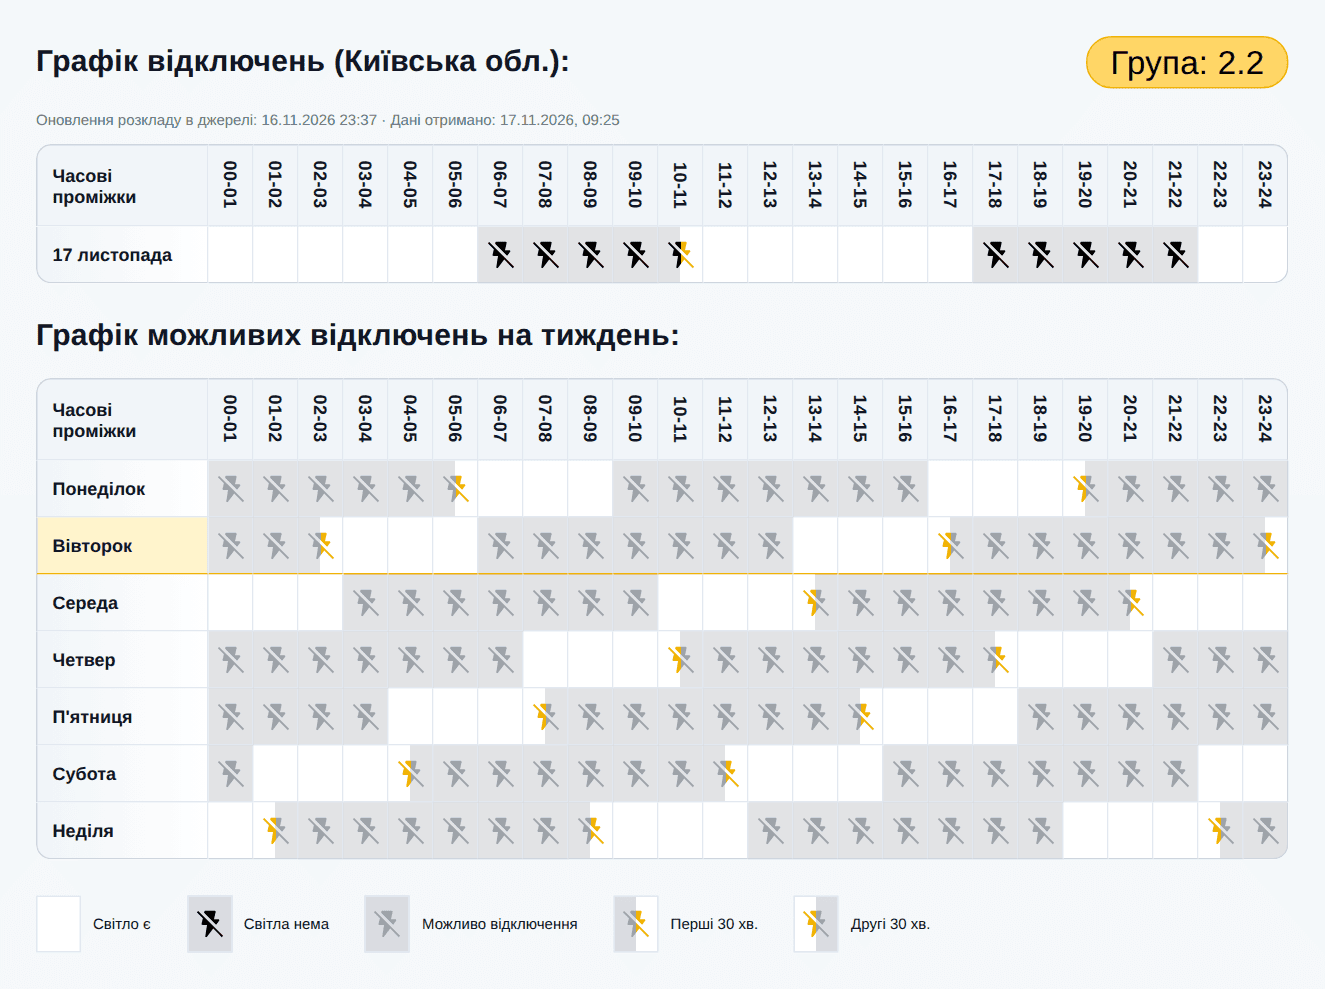 Графік відключень (Київська обл.):
Група: 2.2
Оновлення розкладу в джерелі: 16.11.2026 23:37 · Дані отримано: 17.11.2026, 09:25
Часові проміжки 00-01 01-02 02-03 03-04 04-05 05-06 06-07 07-08 08-09 09-10 10-11 11-12 12-13 13-14 14-15 15-16 16-17 17-18 18-19 19-20 20-21 21-22 22-23 23-24
17 листопада
Графік можливих відключень на тиждень:
Часові проміжки 00-01 01-02 02-03 03-04 04-05 05-06 06-07 07-08 08-09 09-10 10-11 11-12 12-13 13-14 14-15 15-16 16-17 17-18 18-19 19-20 20-21 21-22 22-23 23-24
Понеділок
Вівторок
Середа
Четвер
П'ятниця
Субота
Неділя
Світло є Світла нема Можливо відключення Перші 30 хв. Другі 30 хв.